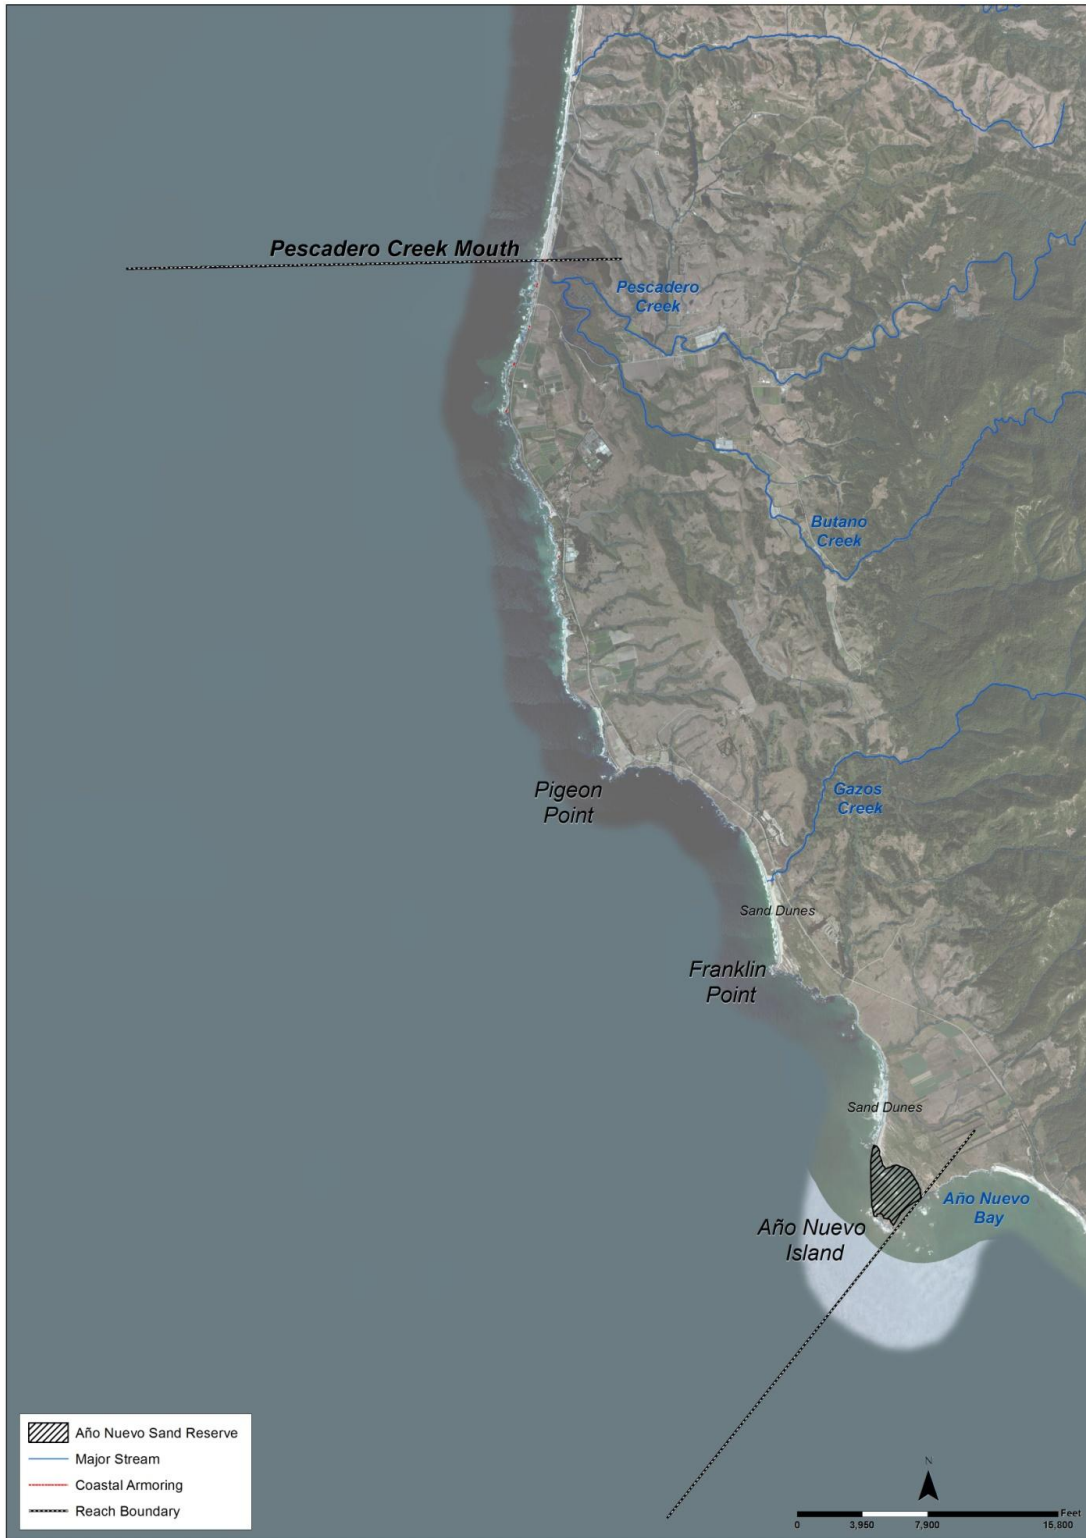 Pescadero Creek Mouth
Pescadero
Creek
Butano
Creek
Pigeon
Point
Gazos
Creek
Sand Dunes
Franklin
Point
Sand Dunes
Año Nuevo
Island
Año Nuevo
Bay
Año Nuevo Sand Reserve
Major Stream
Coastal Armoring
Reach Boundary
N
Feet
0 3,950 7,900 15,800